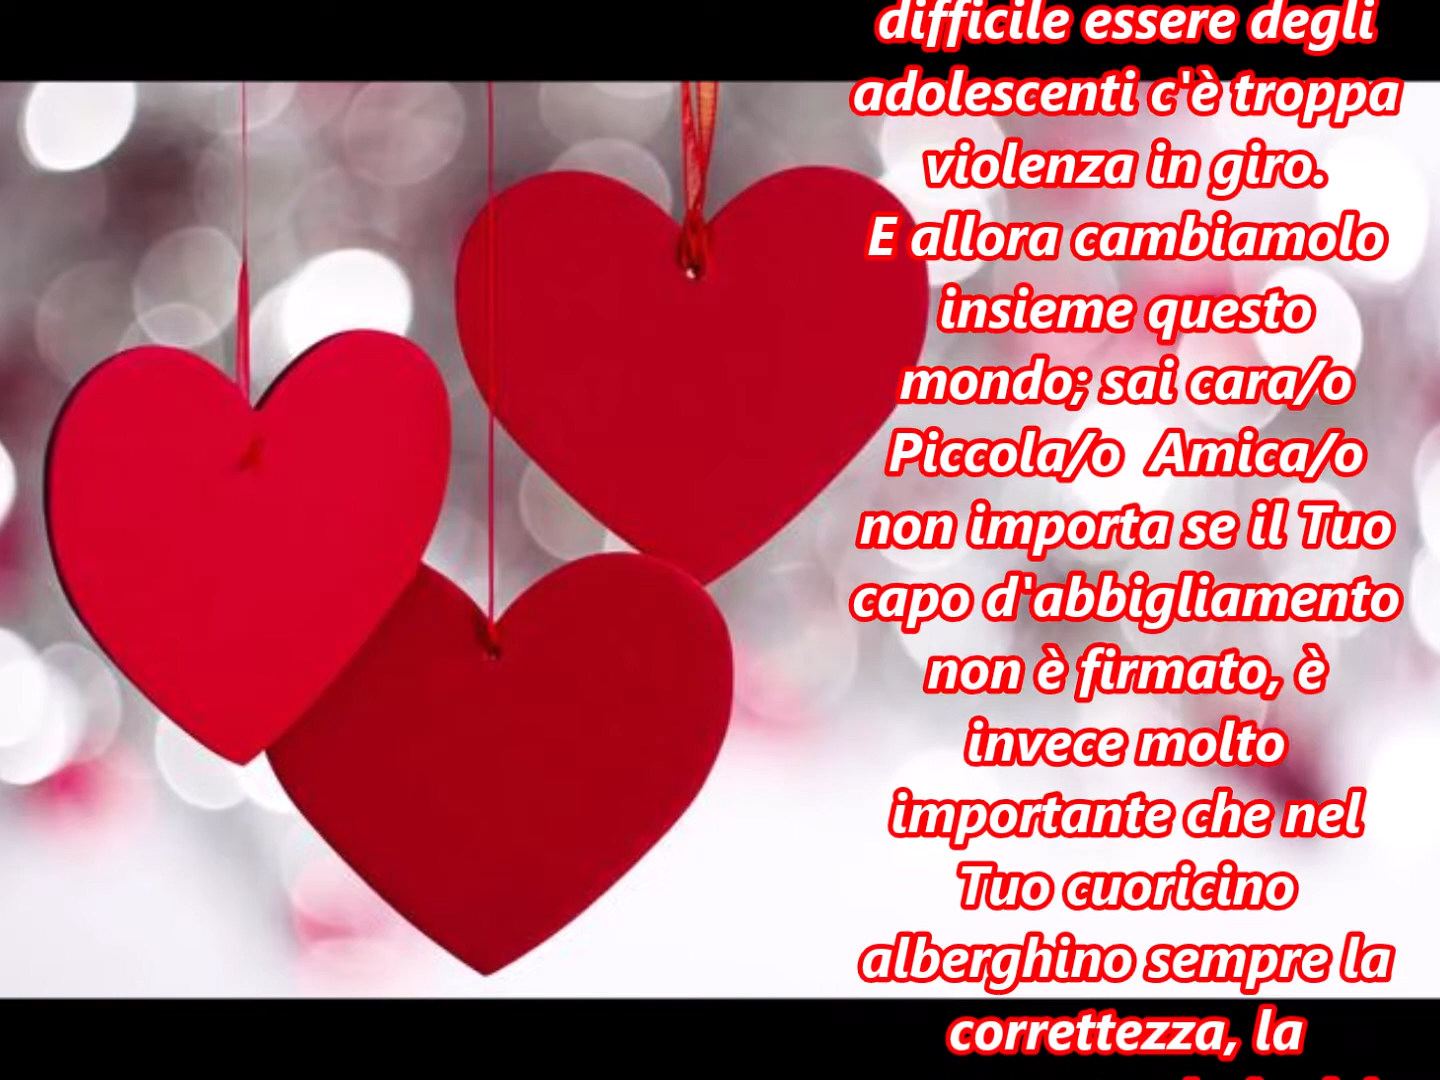 difficile essere degli
adolescenti c'è troppa
violenza in giro.
E allora cambiamolo
insieme questo
mondo; sai cara/o
Piccola/o Amica/o
non importa se il Tuo
capo d'abbigliamento
non è firmato, è
invece molto
importante che nel
Tuo cuoricino
alberghino sempre la
correttezza, la